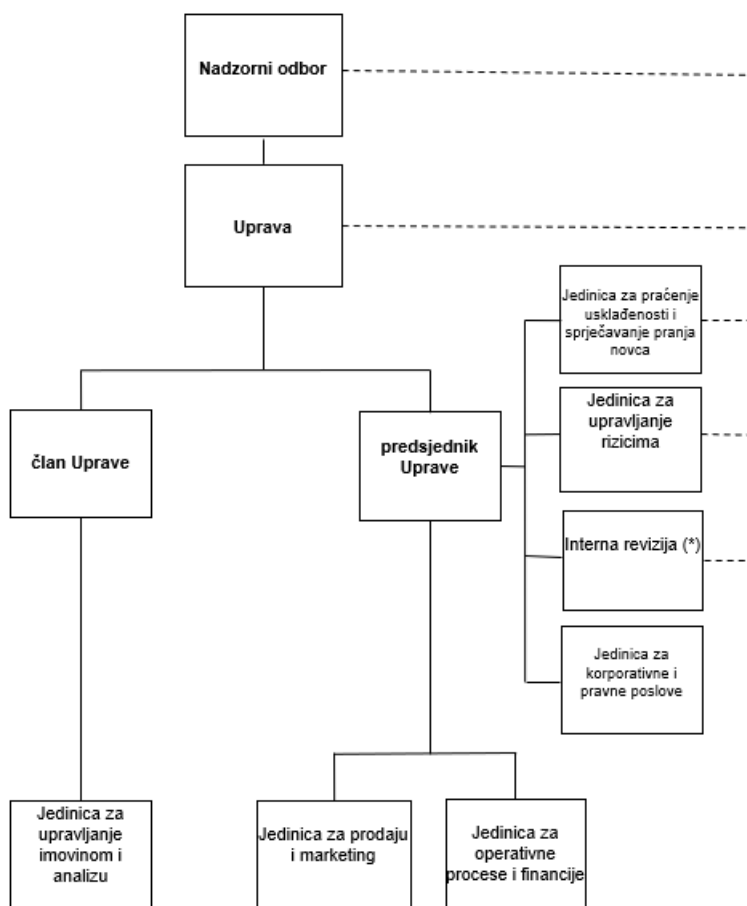 Nadzorni odbor
Uprava
Jedinica za praćenje
usklađenosti i
sprječavanje pranja
novca
Jedinica za
upravljanje
rizicima
član Uprave
predsjednik
Uprave
Interna revizija (*)
Jedinica za
korporativne i
pravne poslove
Jedinica za
upravljanje
imovinom i
analizu
Jedinica za prodaju
i marketing
Jedinica za
operativne
procese i financije